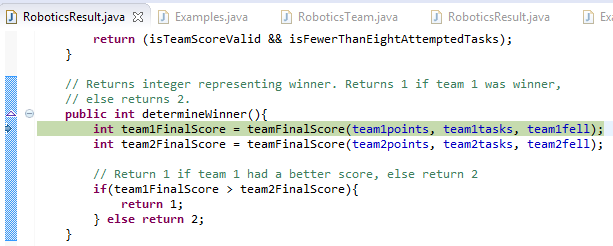 RoboticsResult.java Examples.java RoboticsTeam.java RoboticsResult.java Exa
return (isTeamScoreValid && isFewerThanEightAttemptedTasks);
}
// Returns integer representing winner. Returns 1 if team 1 was winner,
// else returns 2.
public int determineWinner(){
int team1FinalScore = teamFinalScore(team1points, team1tasks, team1fell);
int team2FinalScore = teamFinalScore(team2points, team2tasks, team2fell);
// Return 1 if team 1 had a better score, else return 2
if(team1FinalScore > team2FinalScore){
return 1;
} else return 2;
}